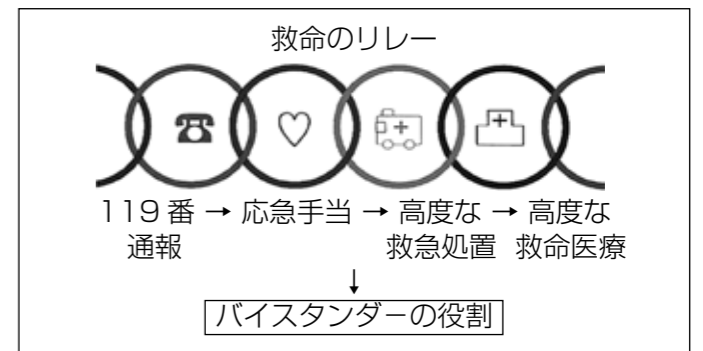 救命のリレー
119番 → 応急手当 → 高度な → 高度な
通報 救急処置 救命医療
↓
バイスタンダーの役割